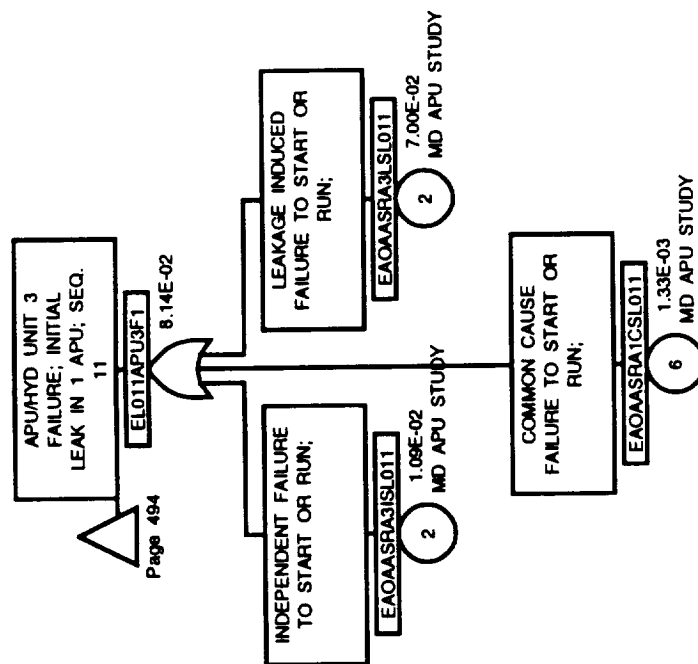 APU/HYD UNIT 3
FAILURE; INITIAL
LEAK IN 1 APU; SEQ.
11
EL011APU3F1
8.14E-02
Page 494
INDEPENDENT FAILURE
TO START OR RUN;
EAOAASRA3ISL011
1.09E-02
MD APU STUDY
2
LEAKAGE INDUCED
FAILURE TO START OR
RUN;
EAOAASRA3LSL011
7.00E-02
MD APU STUDY
2
COMMON CAUSE
FAILURE TO START OR
RUN;
EAOAASRA1CSL011
1.33E-03
MD APU STUDY
6